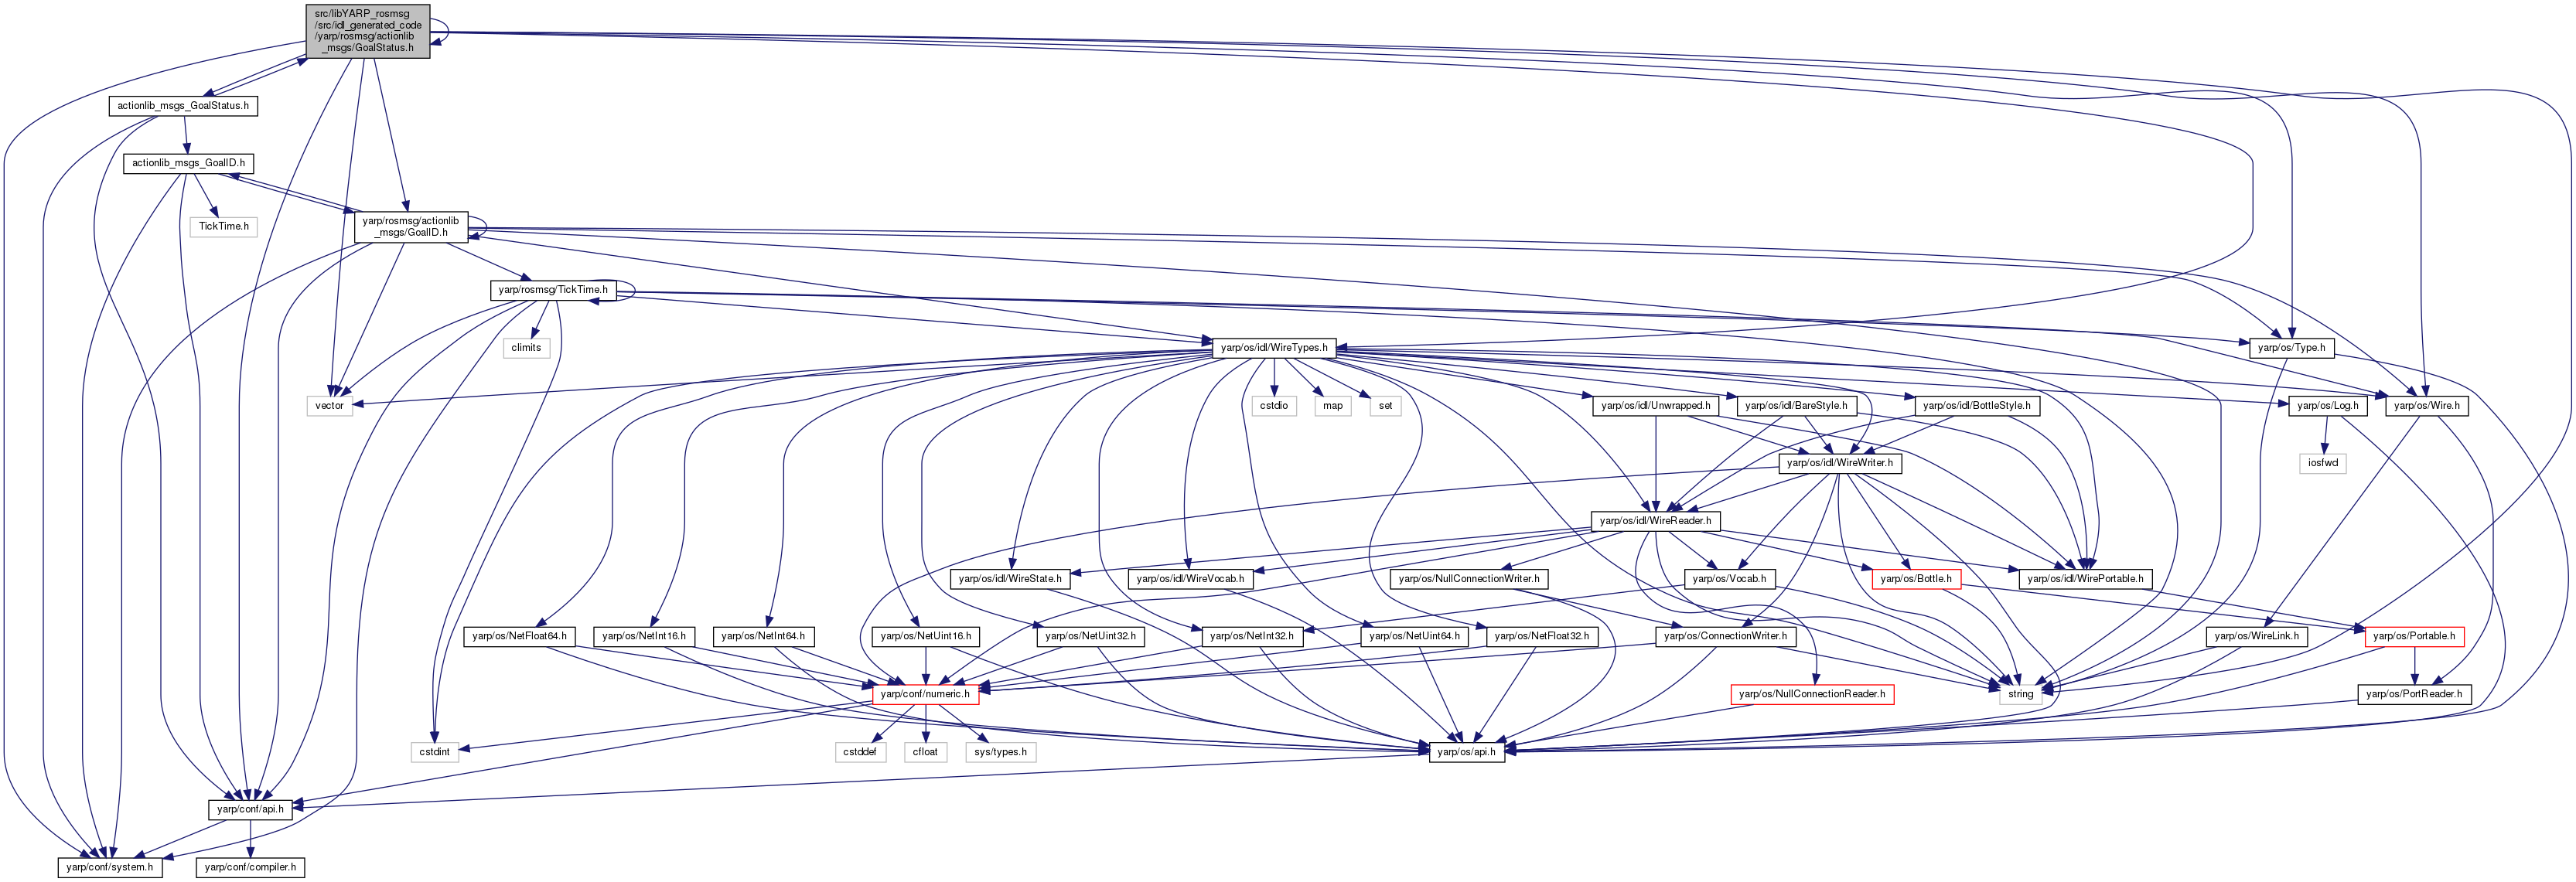 src/libYARP_rosmsg
/src/idl_generated_code
/yarp/rosmsg/actionlib
_msgs/GoalStatus.h
actionlib_msgs_GoalStatus.h
actionlib_msgs_GoalID.h
TickTime.h
yarp/rosmsg/actionlib
_msgs/GoalID.h
yarp/rosmsg/TickTime.h
climits
yarp/os/idl/WireTypes.h
yarp/os/Type.h
vector
cstdio
map
set
yarp/os/idl/Unwrapped.h
yarp/os/idl/BareStyle.h
yarp/os/idl/BottleStyle.h
yarp/os/Log.h
yarp/os/Wire.h
yarp/os/idl/WireWriter.h
iosfwd
yarp/os/idl/WireReader.h
yarp/os/idl/WireState.h
yarp/os/idl/WireVocab.h
yarp/os/NullConnectionWriter.h
yarp/os/Vocab.h
yarp/os/Bottle.h
yarp/os/idl/WirePortable.h
yarp/os/NetFloat64.h
yarp/os/NetInt16.h
yarp/os/NetInt64.h
yarp/os/NetUint16.h
yarp/os/NetUint32.h
yarp/os/NetInt32.h
yarp/os/NetUint64.h
yarp/os/NetFloat32.h
yarp/os/ConnectionWriter.h
yarp/os/WireLink.h
yarp/os/Portable.h
yarp/conf/numeric.h
yarp/os/NullConnectionReader.h
string
yarp/os/PortReader.h
cstdint
cstddef
cfloat
sys/types.h
yarp/os/api.h
yarp/conf/api.h
yarp/conf/system.h
yarp/conf/compiler.h